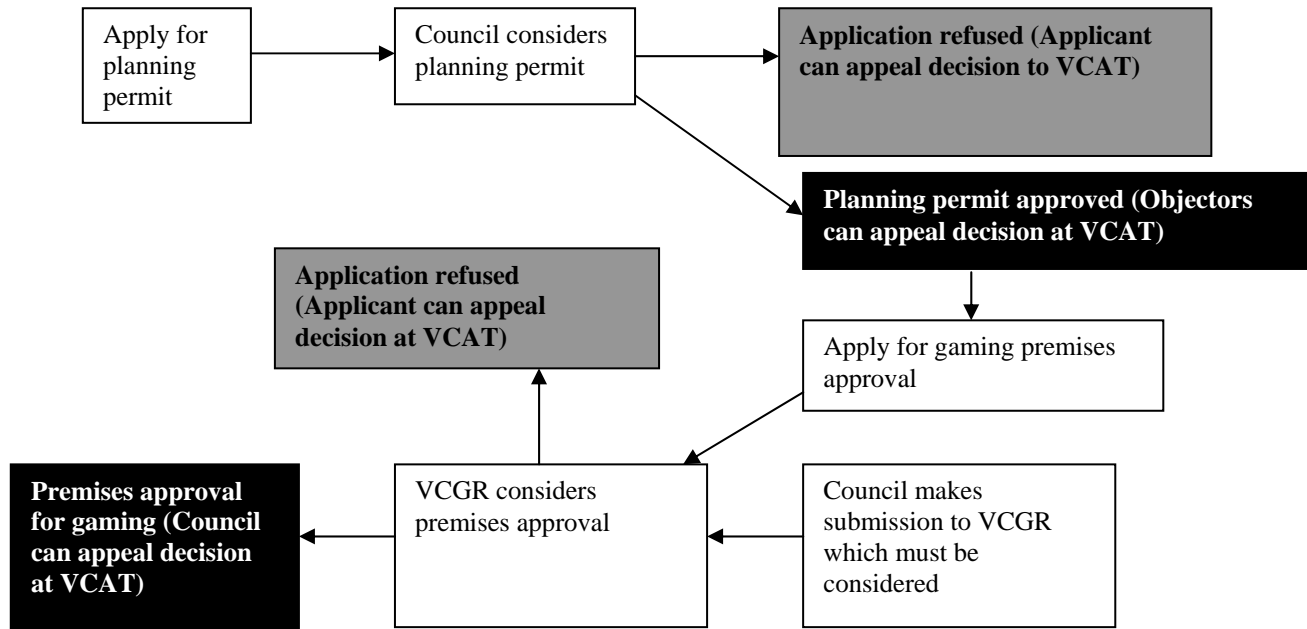 Apply for
planning
permit
Council considers
planning permit
Application refused (Applicant
can appeal decision to VCAT)
Planning permit approved (Objectors
can appeal decision at VCAT)
Application refused
(Applicant can appeal
decision at VCAT)
Apply for gaming premises
approval
Premises approval
for gaming (Council
can appeal decision
at VCAT)
VCGR considers
premises approval
Council makes
submission to VCGR
which must be
considered